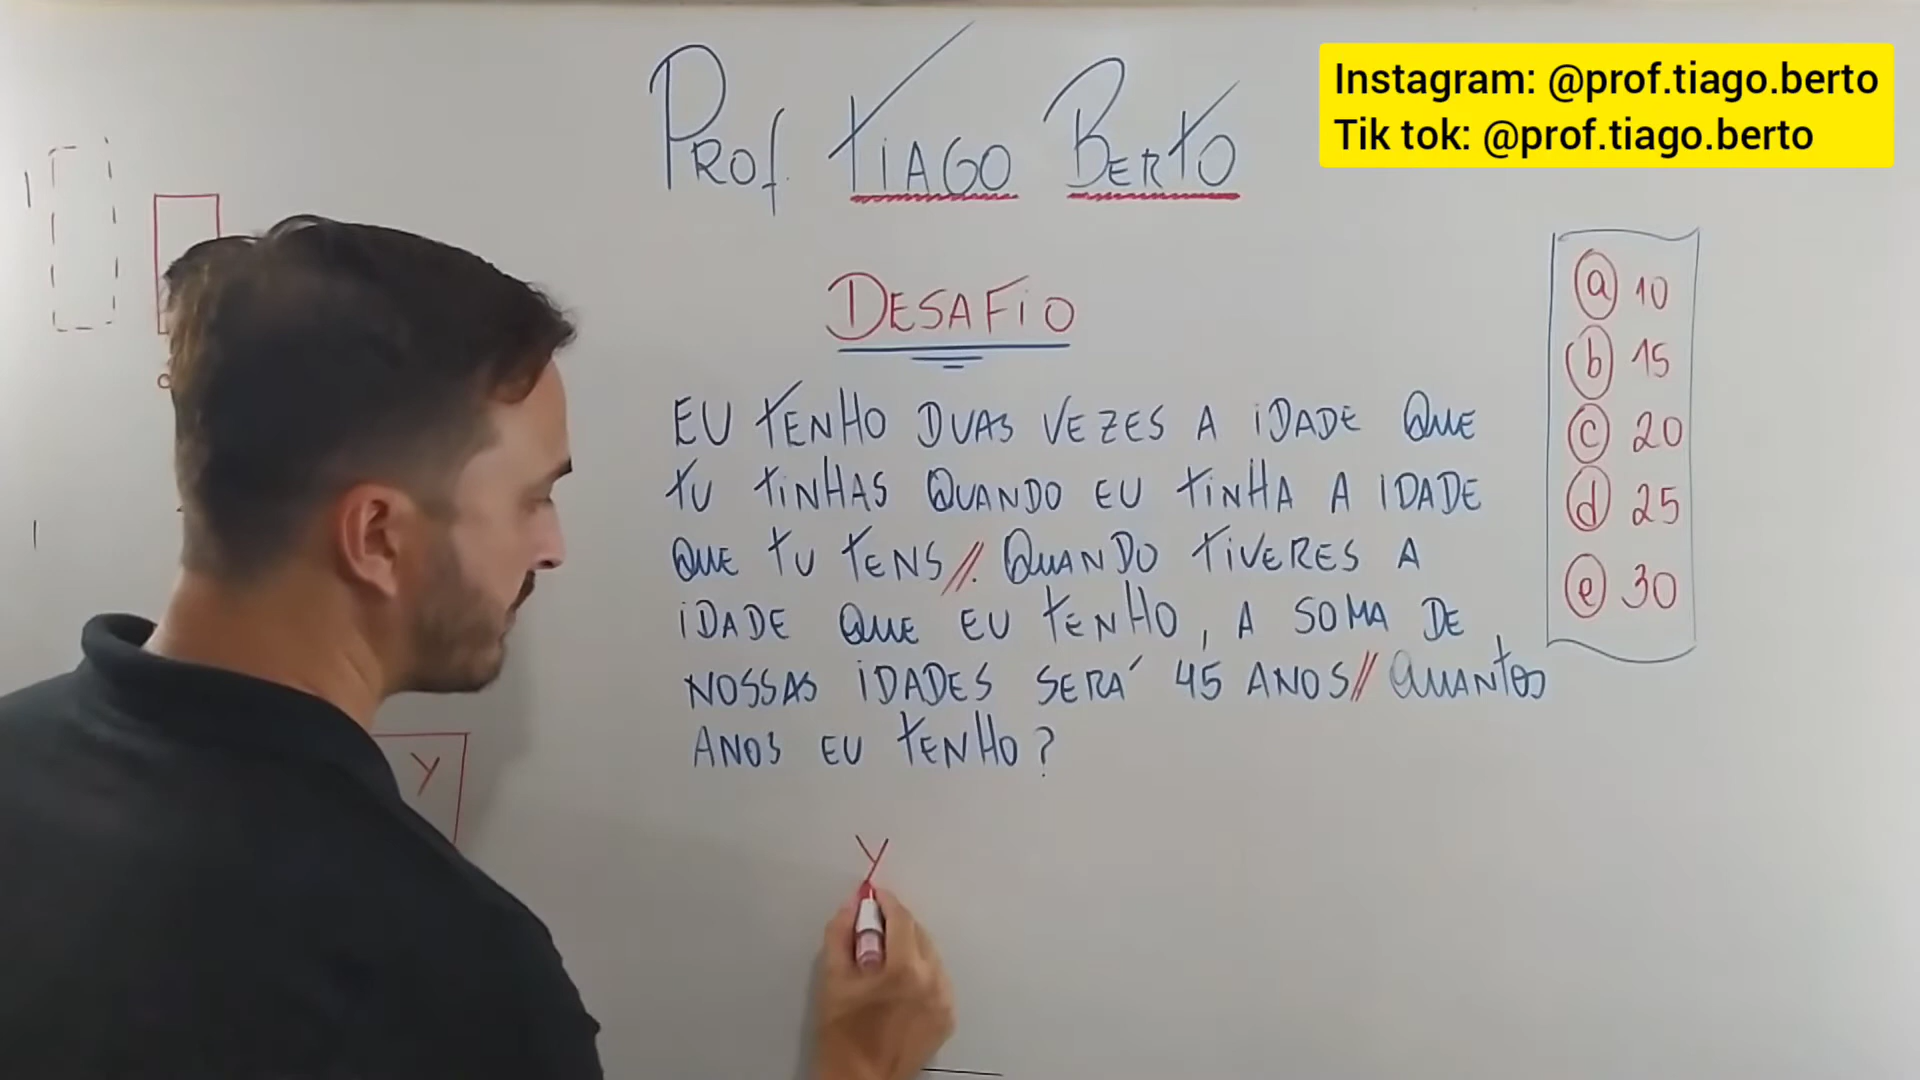 Prof. Tiago Berto
Instagram: @prof.tiago.berto
Tik tok: @prof.tiago.berto
DESAFIO
EU TENHO DUAS VEZES A IDADE QUE
TU TINHAS QUANDO EU TINHA A IDADE
QUE TU TENS//. QUANDO TIVERES A
IDADE QUE EU TENHO, A SOMA DE
NOSSAS IDADES SERÁ 45 ANOS// QUANTOS
ANOS EU TENHO?
a 10
b 15
c 20
d 25
e 30
Y
Y